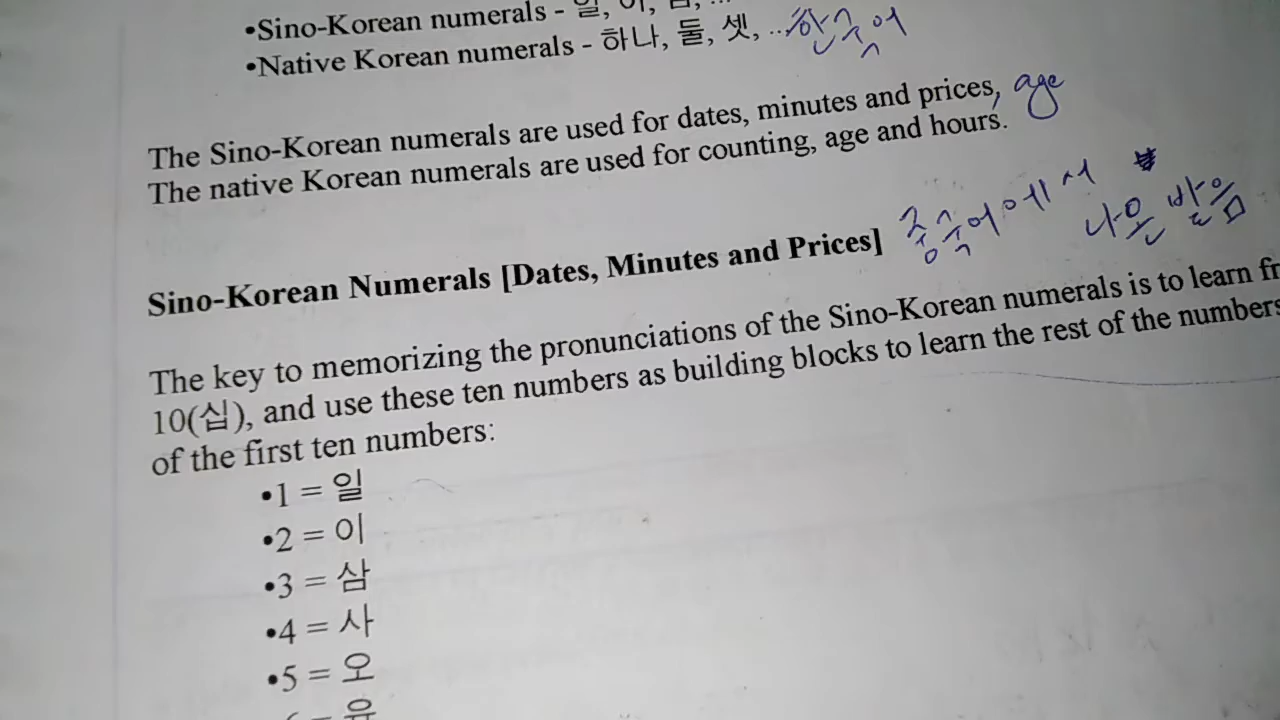 •Sino-Korean numerals - 일, 이, 삼, ...
•Native Korean numerals - 하나, 둘, 셋, ... 한국어
The Sino-Korean numerals are used for dates, minutes and prices, age
The native Korean numerals are used for counting, age and hours.
중국어에서
나온 발음
Sino-Korean Numerals [Dates, Minutes and Prices]
The key to memorizing the pronunciations of the Sino-Korean numerals is to learn
10(십), and use these ten numbers as building blocks to learn the rest of the numbers
of the first ten numbers:
•1 = 일
•2 = 이
•3 = 삼
•4 = 사
•5 = 오